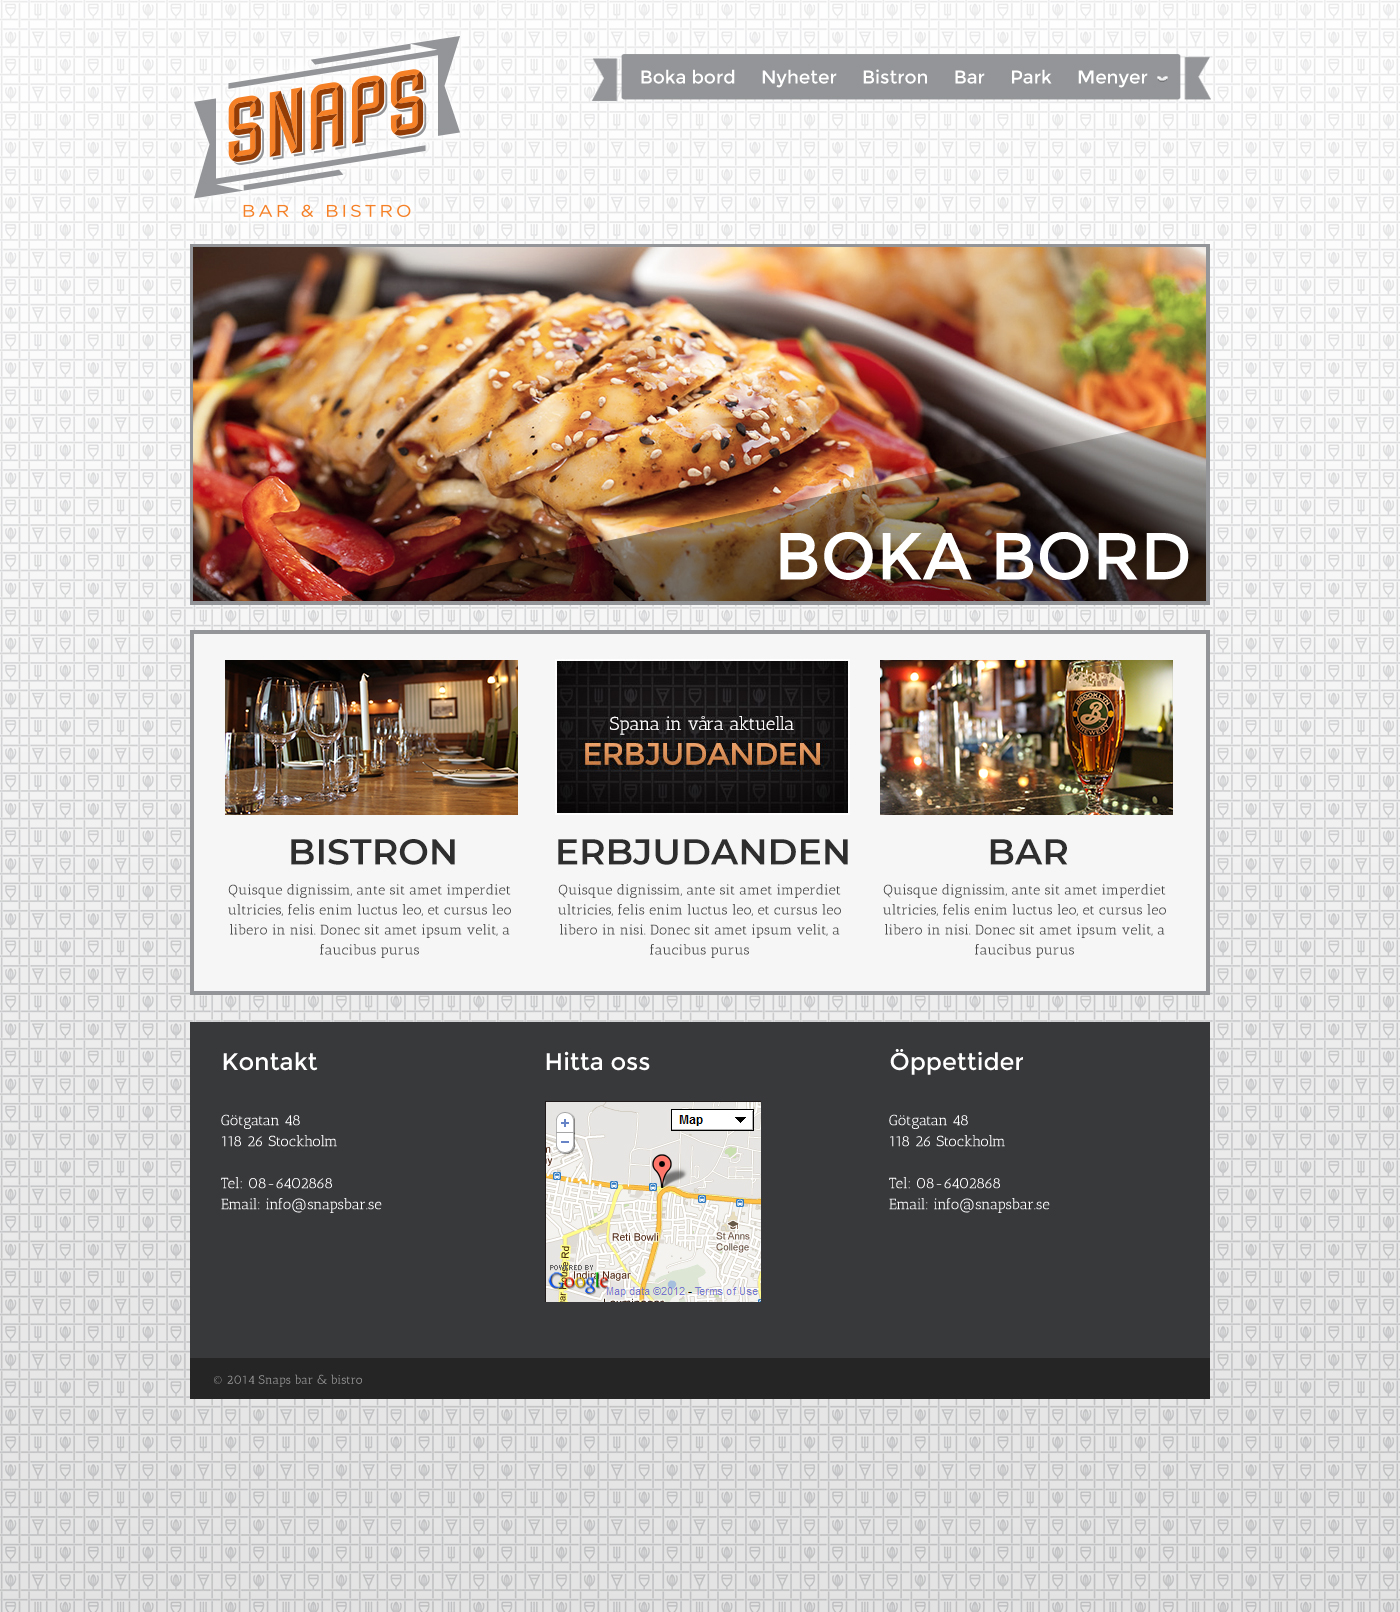 SNAPS
BAR & BISTRO
Boka bord Nyheter Bistron Bar Park Menyer
BOKA BORD
Spana in våra aktuella
ERBJUDANDEN
BROOKLYN
B
BREWERY
BISTRON
Quisque dignissim, ante sit amet imperdiet
ultricies, felis enim luctus leo, et cursus leo
libero in nisi. Donec sit amet ipsum velit, a
faucibus purus
ERBJUDANDEN
Quisque dignissim, ante sit amet imperdiet
ultricies, felis enim luctus leo, et cursus leo
libero in nisi. Donec sit amet ipsum velit, a
faucibus purus
BAR
Quisque dignissim, ante sit amet imperdiet
ultricies, felis enim luctus leo, et cursus leo
libero in nisi. Donec sit amet ipsum velit, a
faucibus purus
Kontakt
Götgatan 48
118 26 Stockholm
Tel: 08-6402868
Email: info@snapsbar.se
Hitta oss
Map
+
-
Reti Bowli
St Anns
College
Rd
POWERED BY
Google
Indira Nagar
Map data ©2012 - Terms of Use
Öppettider
Götgatan 48
118 26 Stockholm
Tel: 08-6402868
Email: info@snapsbar.se
© 2014 Snaps bar & bistro